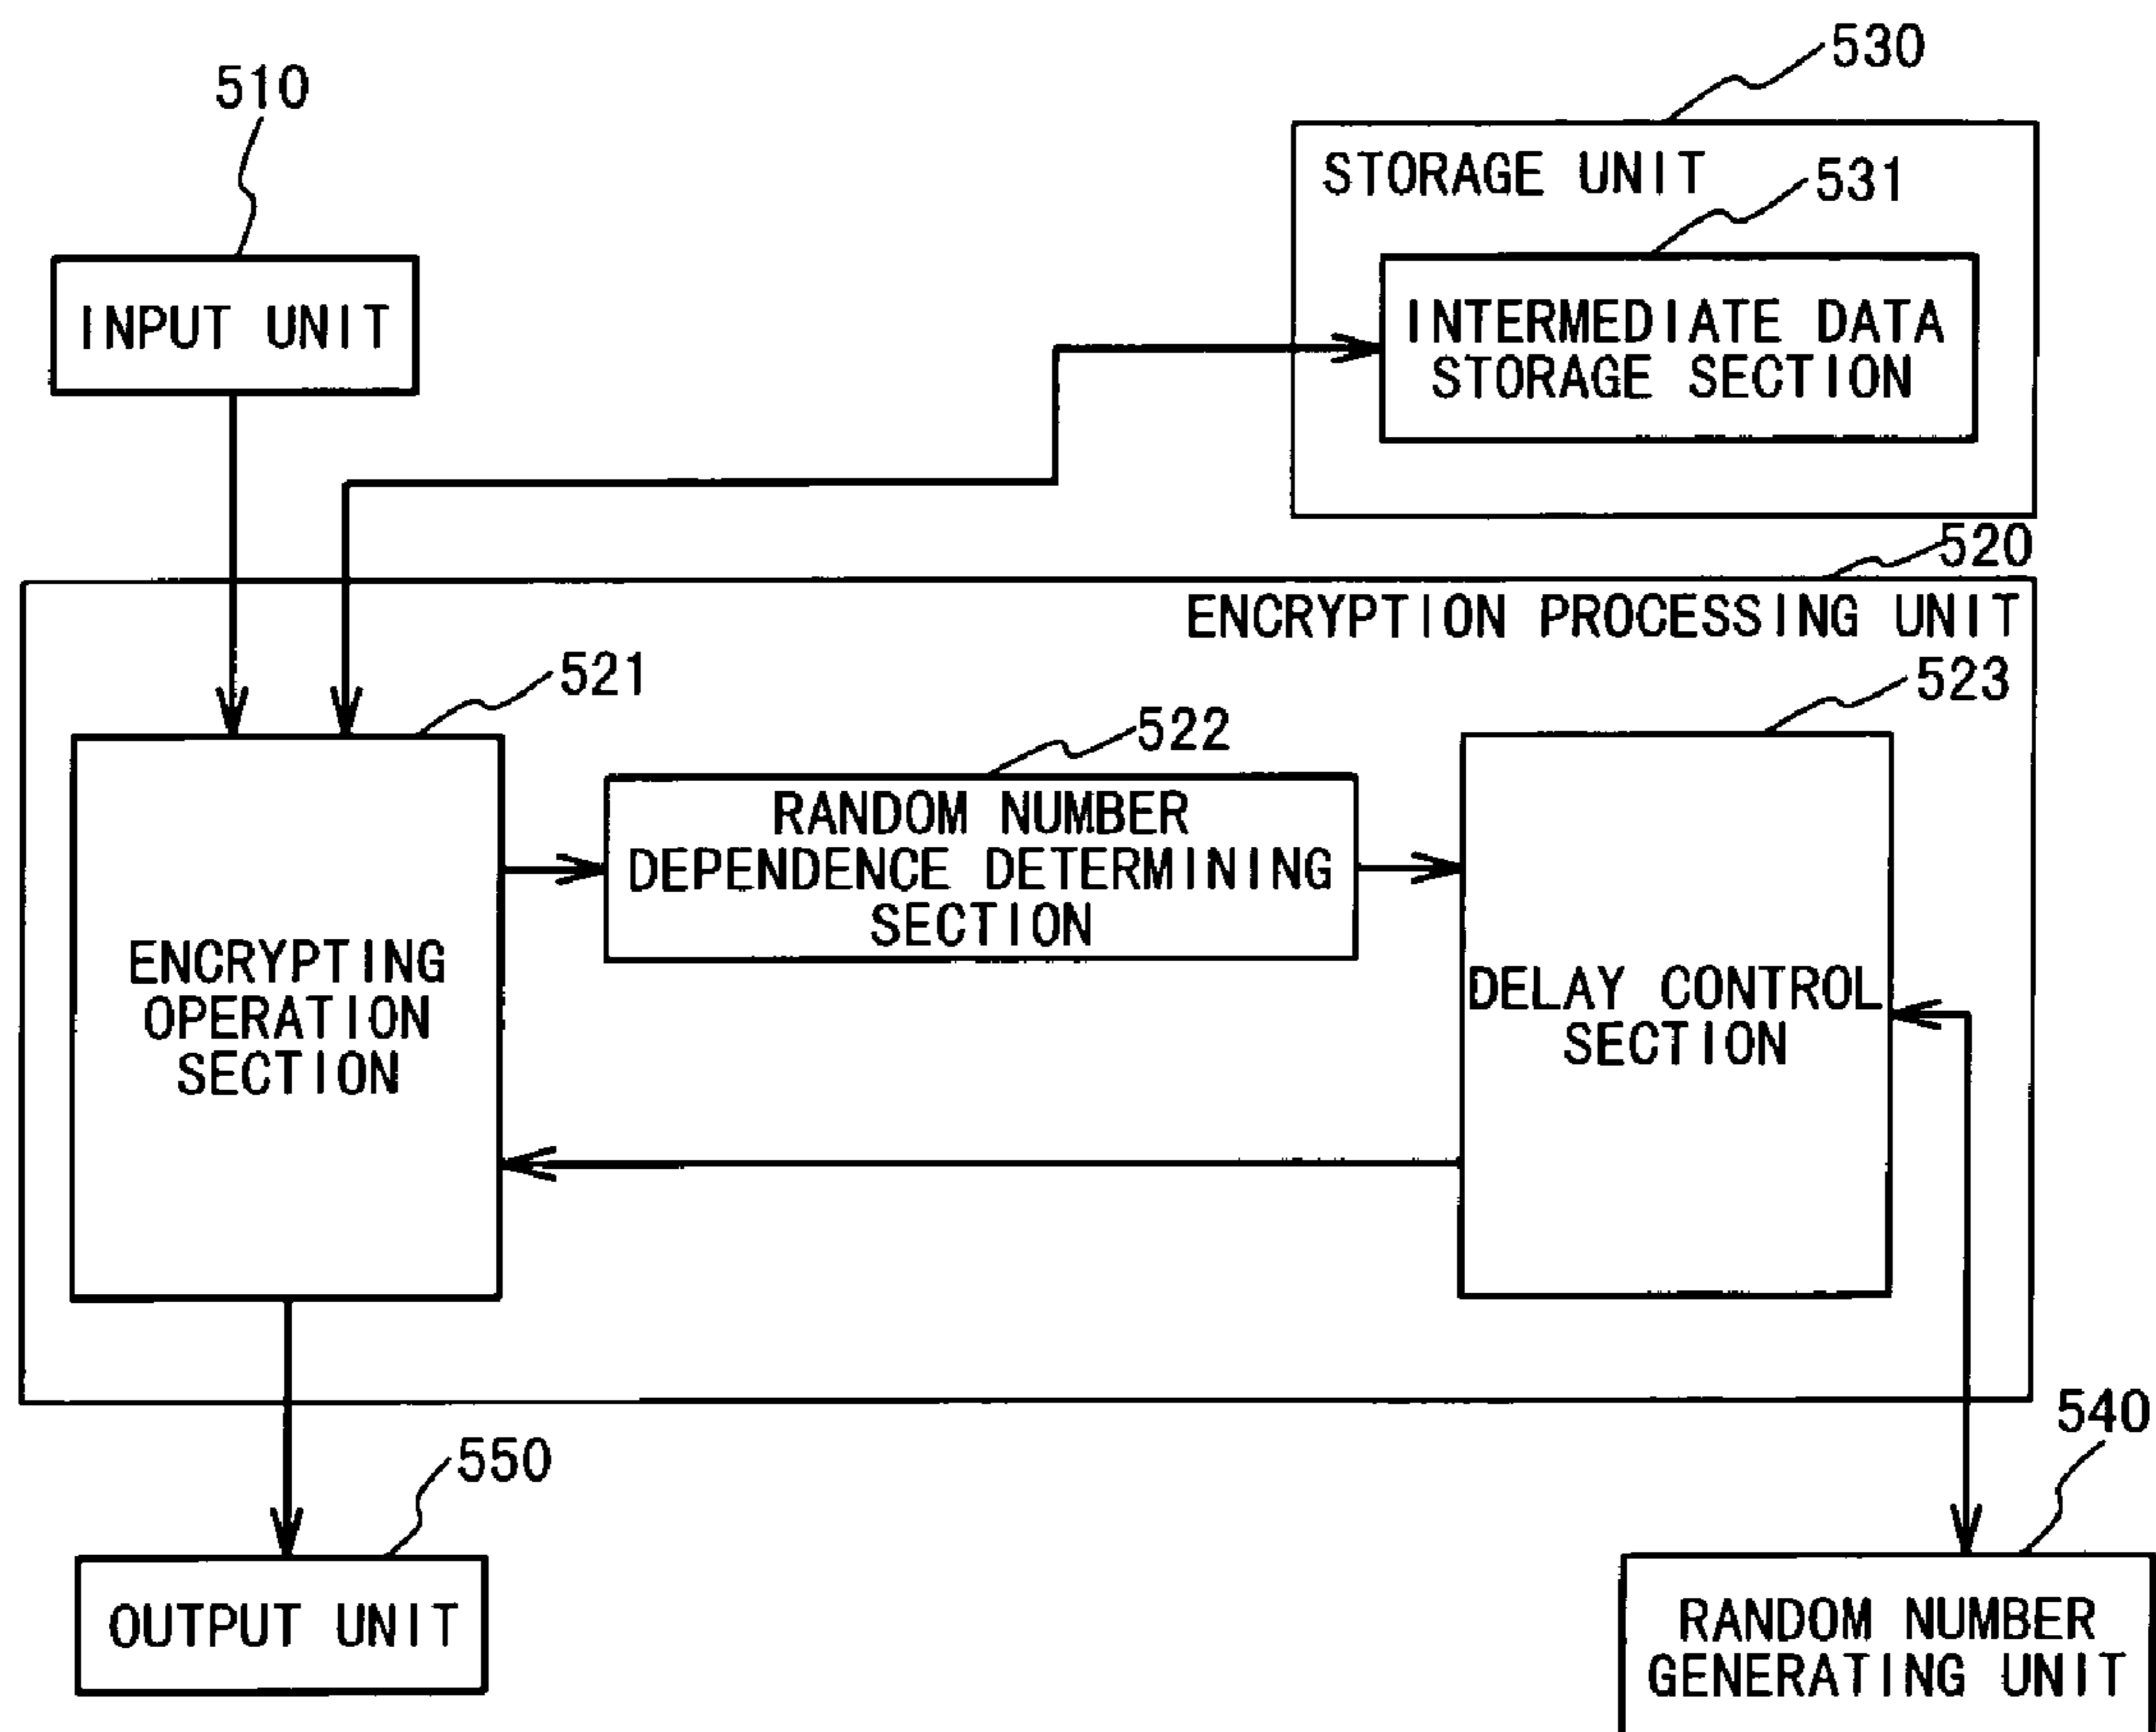 530
510
STORAGE UNIT
531
INPUT UNIT
INTERMEDIATE DATA
STORAGE SECTION
520
ENCRYPTION PROCESSING UNIT
521
523
522
RANDOM NUMBER
DEPENDENCE DETERMINING
SECTION
ENCRYPTING
OPERATION
SECTION
DELAY CONTROL
SECTION
540
550
OUTPUT UNIT
RANDOM NUMBER
GENERATING UNIT